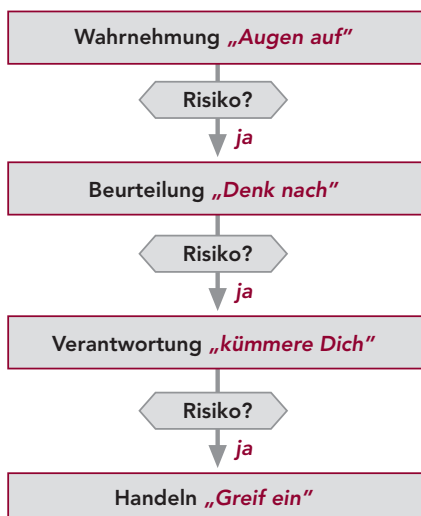 Wahrnehmung „Augen auf”
Risiko?
ja
Beurteilung „Denk nach”
Risiko?
ja
Verantwortung „kümmere Dich”
Risiko?
ja
Handeln „Greif ein”